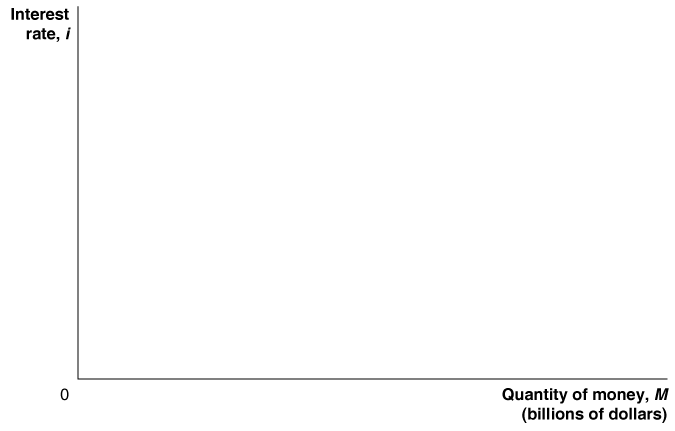 Interest
rate, i
0
Quantity of money, M
(billions of dollars)